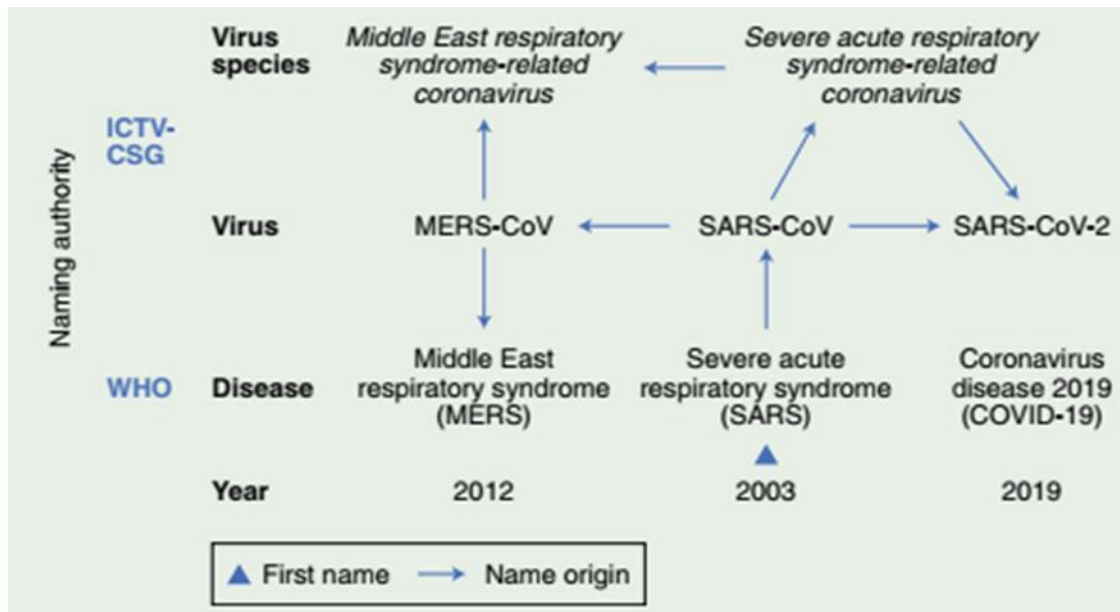 Virus species
Middle East respiratory syndrome-related coronavirus
Severe acute respiratory syndrome-related coronavirus
Naming authority
ICTV-CSG
Virus
MERS-CoV
SARS-CoV
SARS-CoV-2
WHO
Disease
Middle East respiratory syndrome (MERS)
Severe acute respiratory syndrome (SARS)
Coronavirus disease 2019 (COVID-19)
Year
2012
2003
2019
First name
Name origin